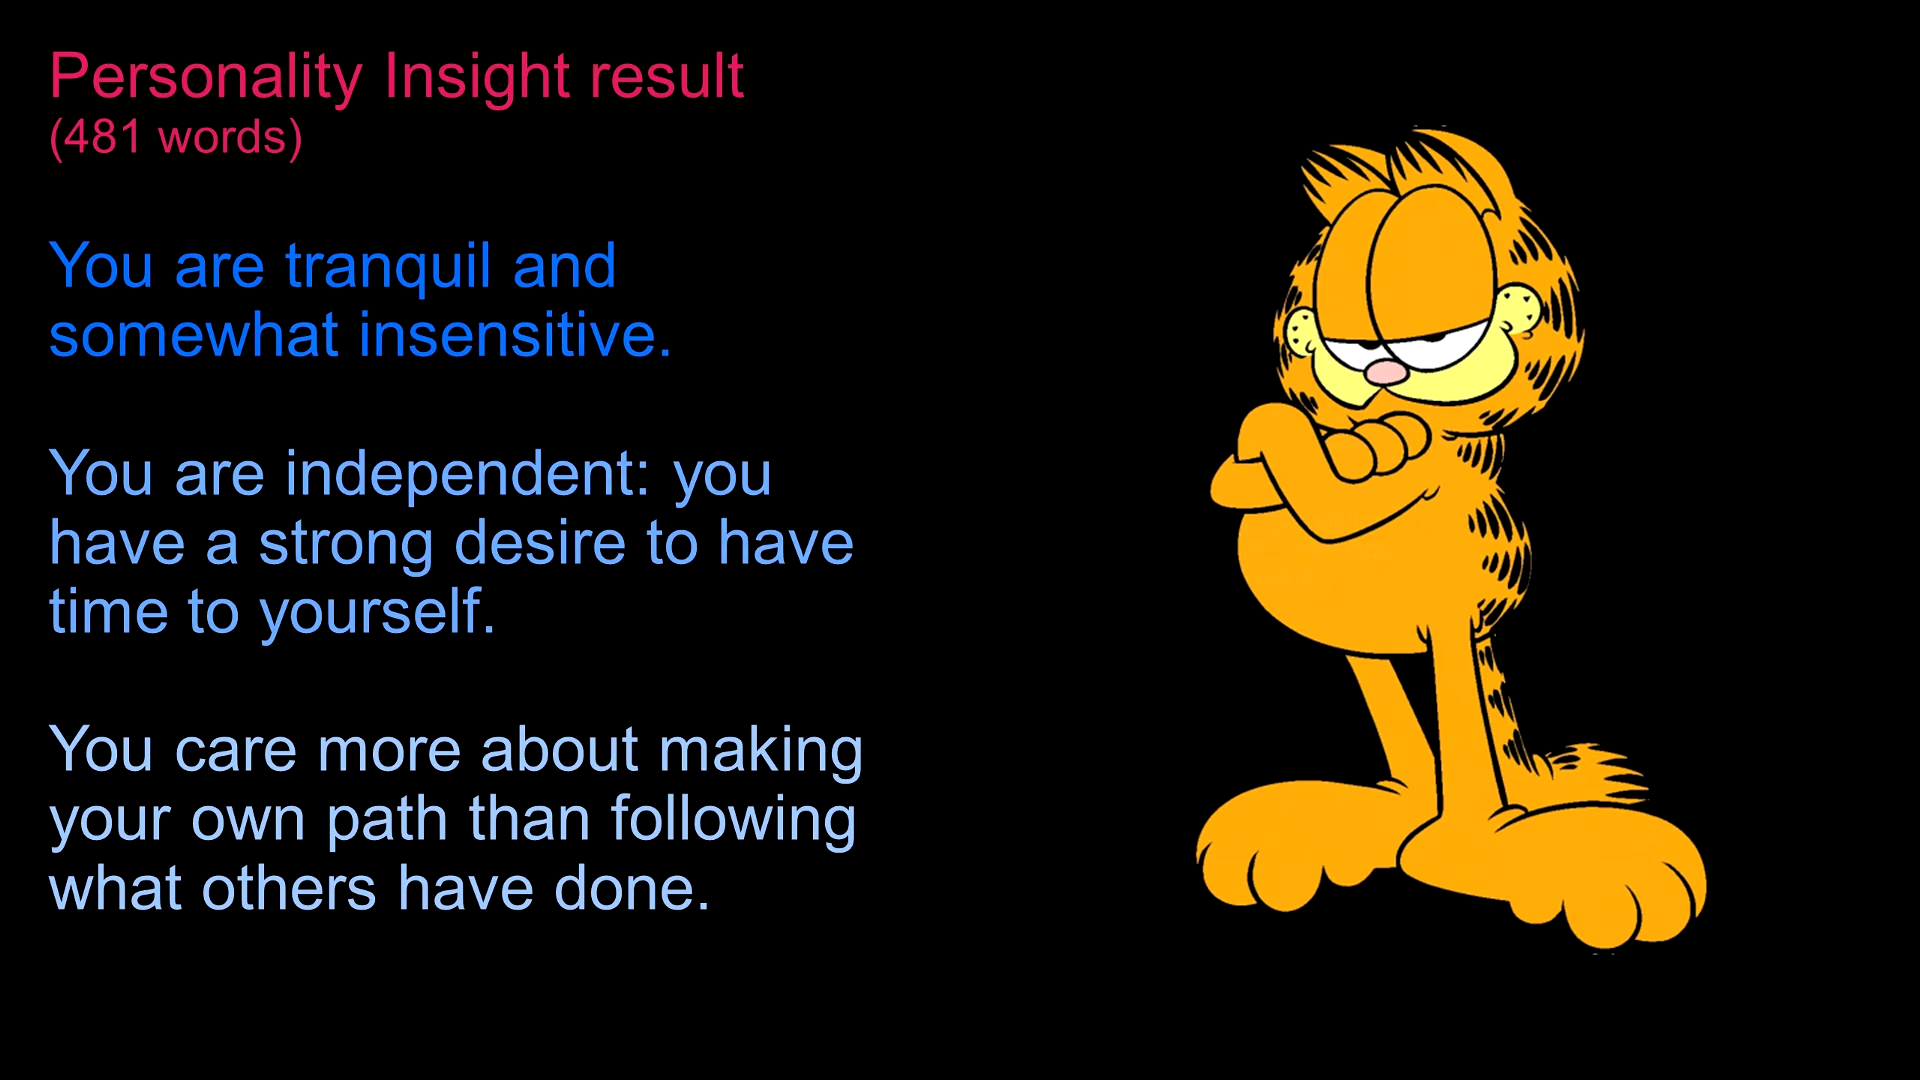 Personality Insight result
(481 words)
You are tranquil and
somewhat insensitive.
You are independent: you
have a strong desire to have
time to yourself.
You care more about making
your own path than following
what others have done.